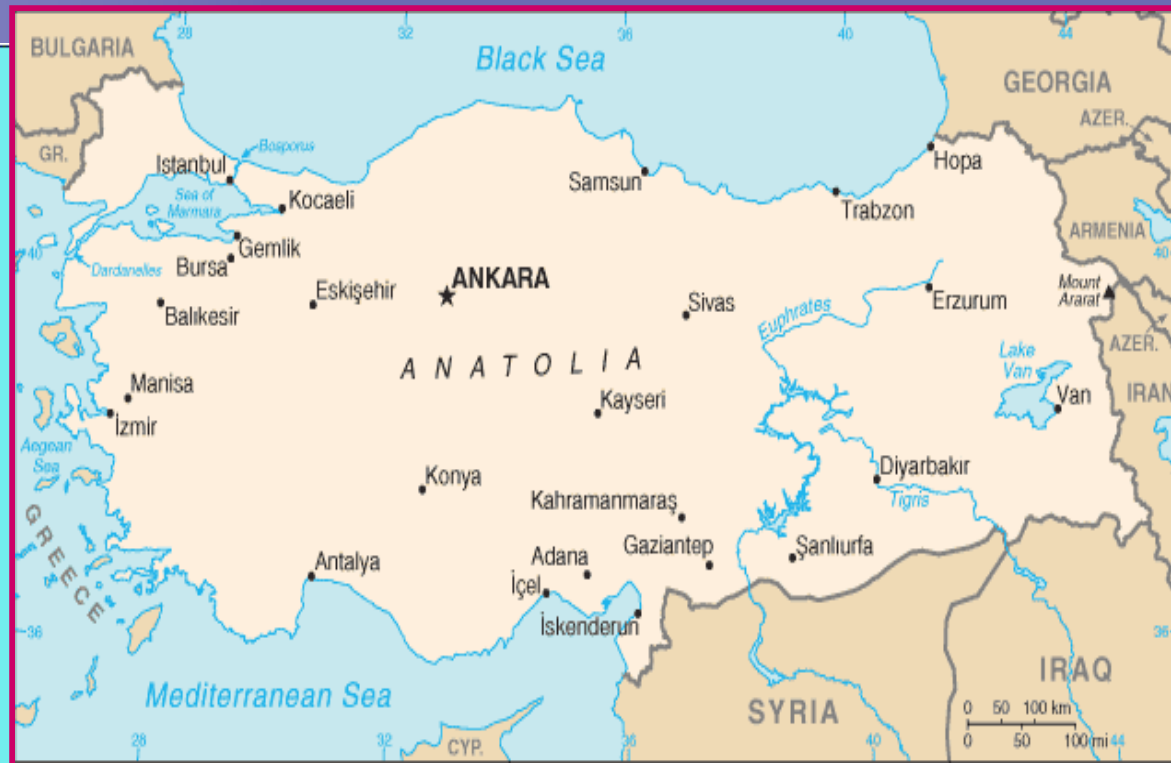 28
32
36
40
44
BULGARIA
Black Sea
GEORGIA
AZER.
GR.
Bosporus
Istanbul
Hopa
Samsun
Sea of
Marmara
Kocaeli
Trabzon
ARMENIA
40
Gemlik
40
Bursa
Dardanelles
ANKARA
Mount
Ararat
Eskişehir
Balıkesir
Sivas
Euphrates
Erzurum
AZER.
ANATOLIA
Lake
Van
Manisa
Kayseri
Van
IRAN
İzmir
Aegean
Sea
Konya
Diyarbakır
Tigris
Kahramanmaraş
GREECE
Gaziantep
Şanlıurfa
Antalya
Adana
İçel
İskenderun
36
36
Mediterranean Sea
SYRIA
IRAQ
0 50 100 km
0 50 100 mi
CYP.
28
32
36
40
44